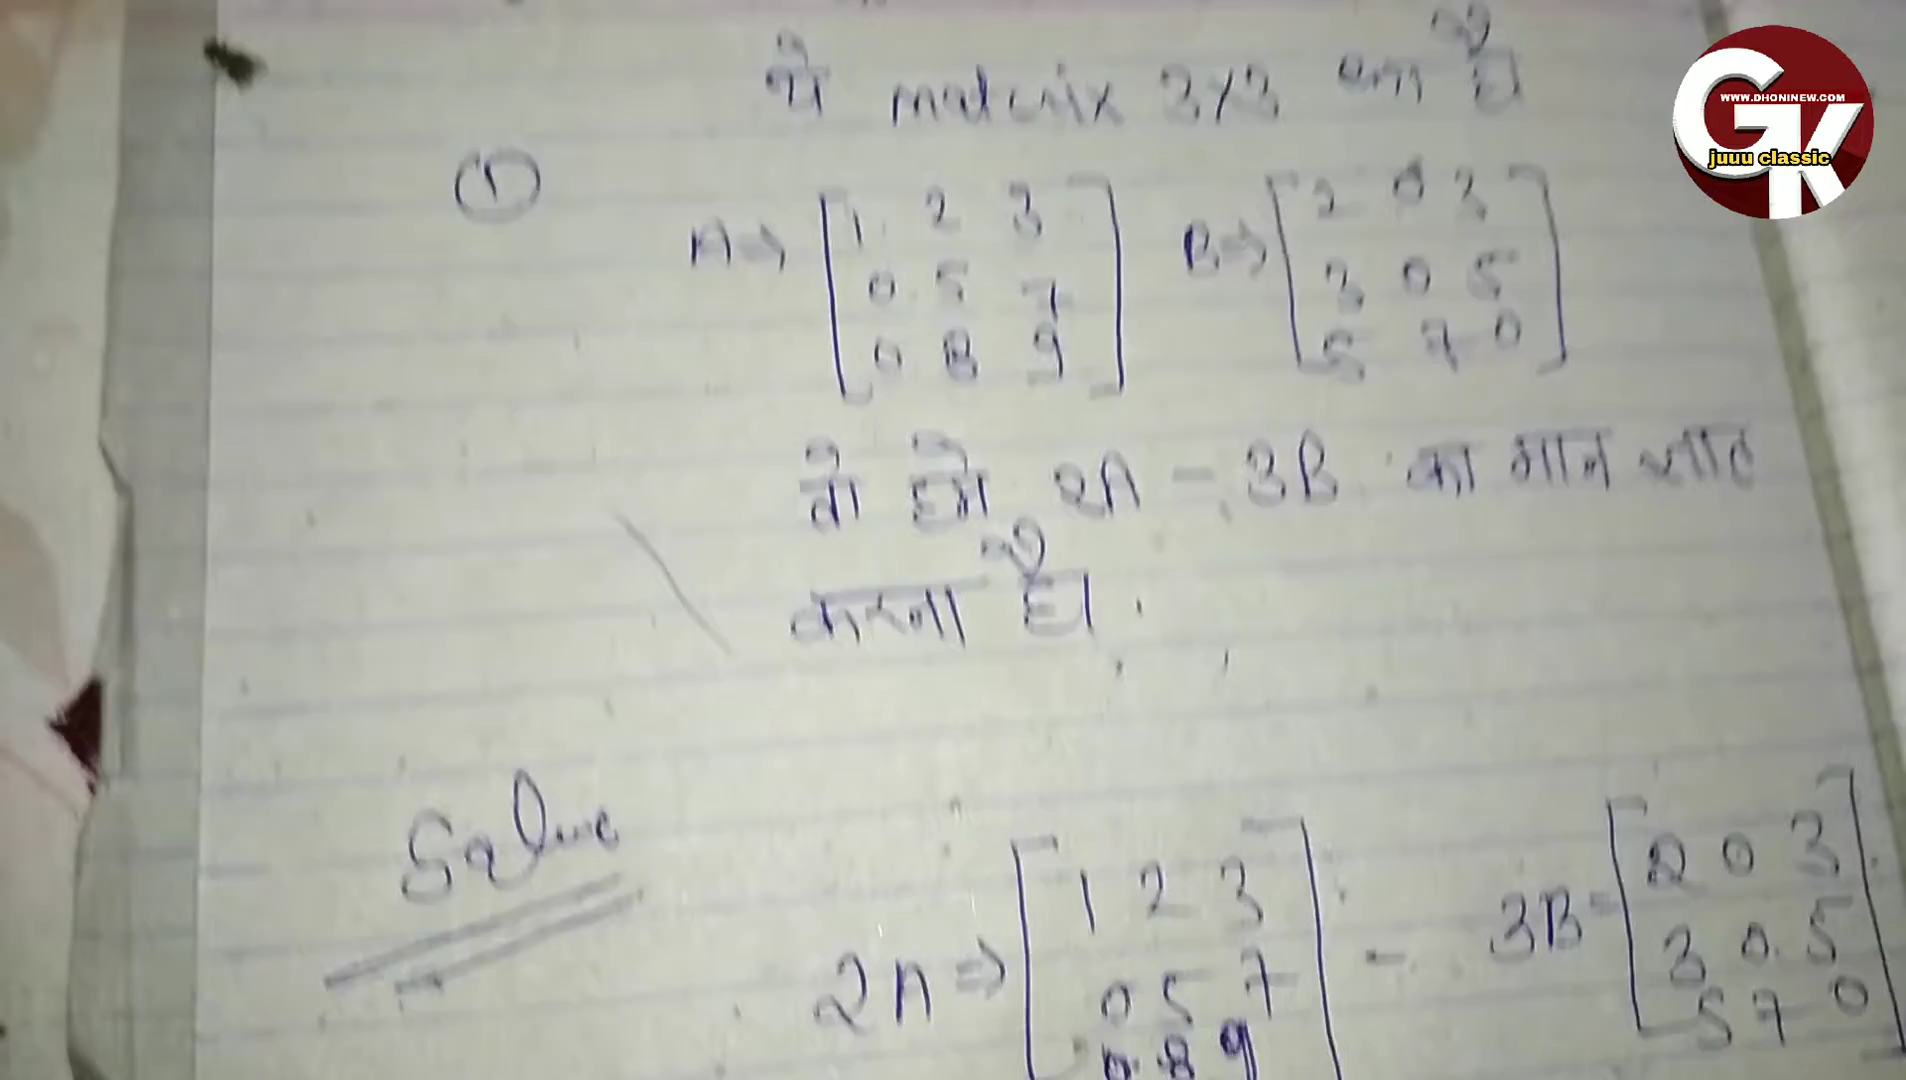 ये matrix 3x3 का है
①
A⇒ [1 2 3
0 5 7
0 8 9]
B⇒ [2 0 3
3 0 5
5 7 0]
तो हमे 2A - 3B का मान ज्ञात
करना है।
Solve
2A ⇒ [1 2 3
0 5 7
0 8 9]
- 3B = [2 0 3
3 0 5
5 7 0]
WWW.DHONINEW.COM
GK
juuu classic